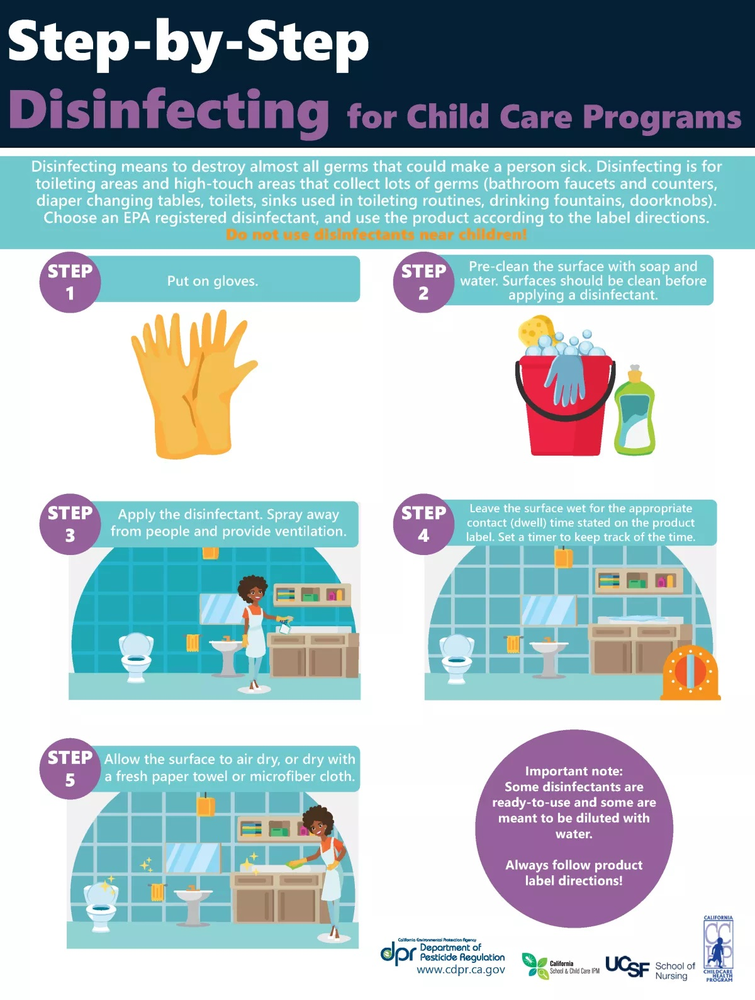 Step-by-Step
Disinfecting for Child Care Programs
Disinfecting means to destroy almost all germs that could make a person sick. Disinfecting is for
toileting areas and high-touch areas that collect lots of germs (bathroom faucets and counters,
diaper changing tables, toilets, sinks used in toileting routines, drinking fountains, doorknobs).
Choose an EPA registered disinfectant, and use the product according to the label directions.
Do not use disinfectants near children!
STEP
1
Put on gloves.
STEP
2
Pre-clean the surface with soap and
water. Surfaces should be clean before
applying a disinfectant.
STEP
3
Apply the disinfectant. Spray away
from people and provide ventilation.
STEP
4
Leave the surface wet for the appropriate
contact (dwell) time stated on the product
label. Set a timer to keep track of the time.
STEP
5
Allow the surface to air dry, or dry with
a fresh paper towel or microfiber cloth.
Important note:
Some disinfectants are
ready-to-use and some are
meant to be diluted with
water.
Always follow product
label directions!
California Environmental Protection Agency
dpr Department of
Pesticide Regulation
www.cdpr.ca.gov
California
School & Child Care IPM
UCSF School of
Nursing
CALIFORNIA
CCHP
CHILDCARE
HEALTH
PROGRAM